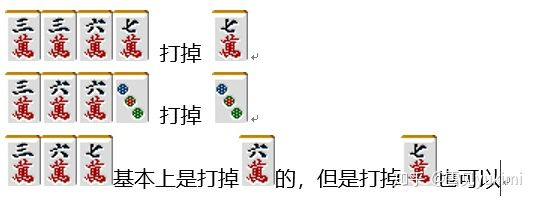 三萬 三萬 六萬 七萬 打掉 七萬
三萬 六萬 六萬 打掉
三萬 六萬 七萬 基本上是打掉 六萬 的，但是打掉 七萬 也可以